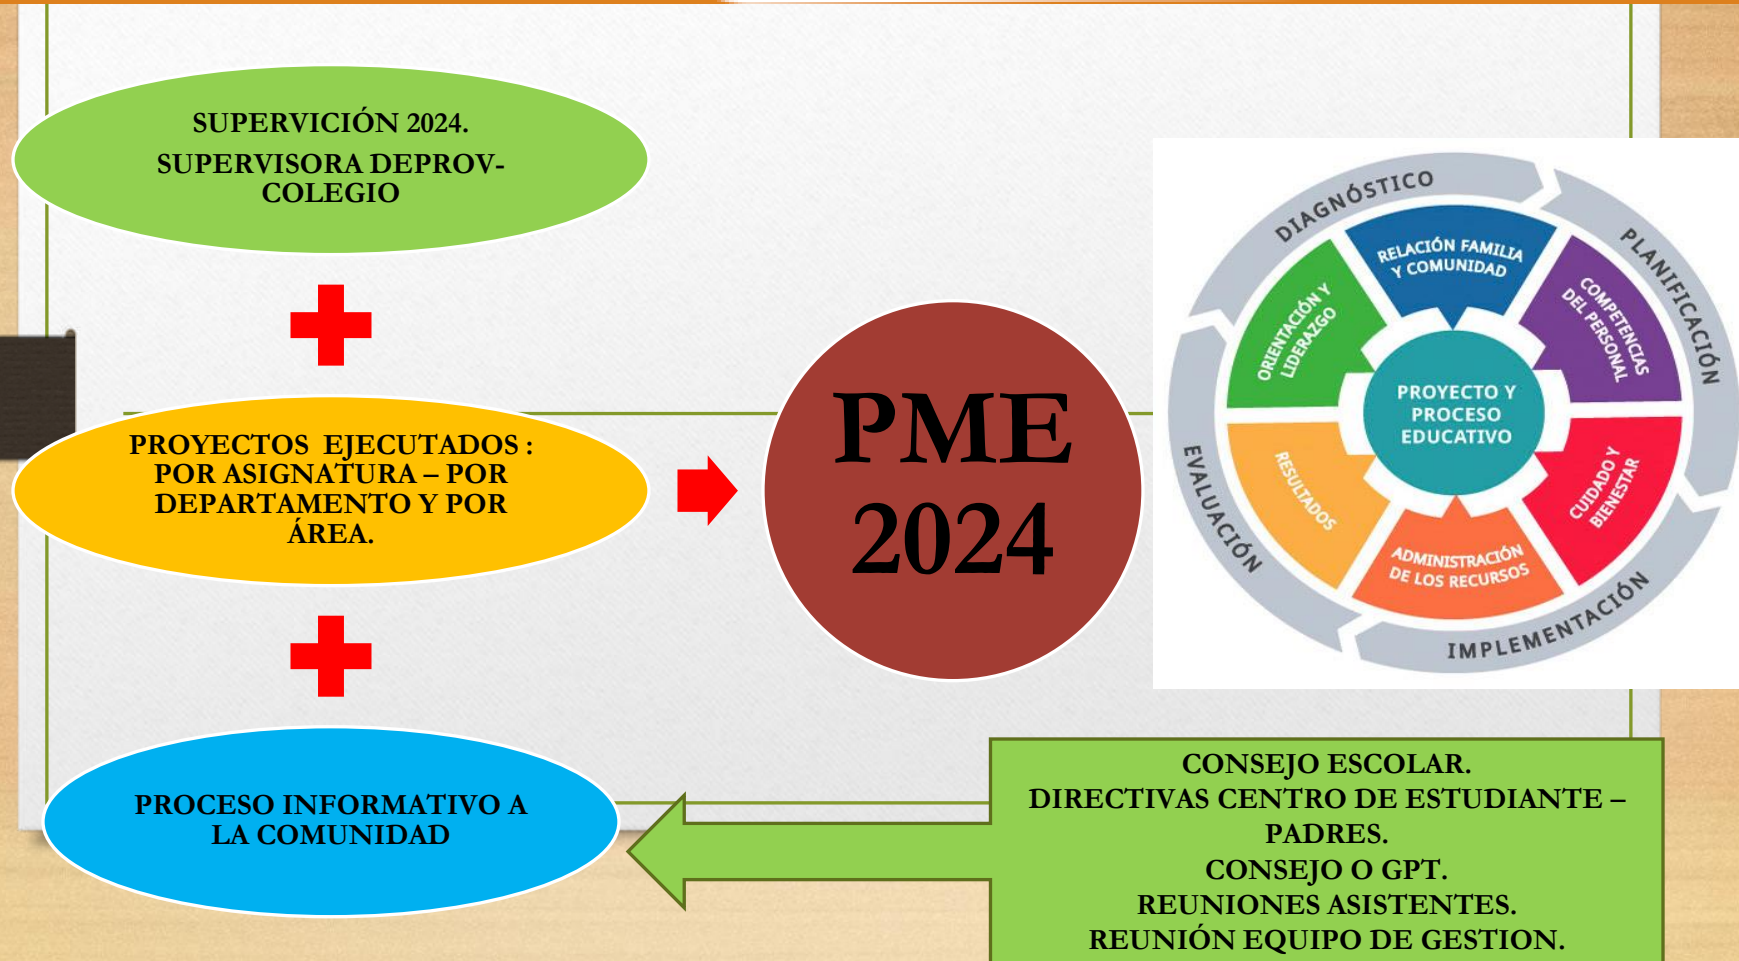 SUPERVICIÓN 2024.
SUPERVISORA DEPROV-
COLEGIO
PROYECTOS EJECUTADOS :
POR ASIGNATURA – POR
DEPARTAMENTO Y POR
ÁREA.
PROCESO INFORMATIVO A
LA COMUNIDAD
PME
2024
DIAGNÓSTICO
PLANIFICACIÓN
IMPLEMENTACIÓN
EVALUACIÓN
RELACIÓN FAMILIA
Y COMUNIDAD
COMPETENCIAS
DEL PERSONAL
CUIDADO Y
BIENESTAR
ADMINISTRACIÓN
DE LOS RECURSOS
RESULTADOS
ORIENTACIÓN Y
LIDERAZGO
PROYECTO Y
PROCESO
EDUCATIVO
CONSEJO ESCOLAR.
DIRECTIVAS CENTRO DE ESTUDIANTE –
PADRES.
CONSEJO O GPT.
REUNIONES ASISTENTES.
REUNIÓN EQUIPO DE GESTION.